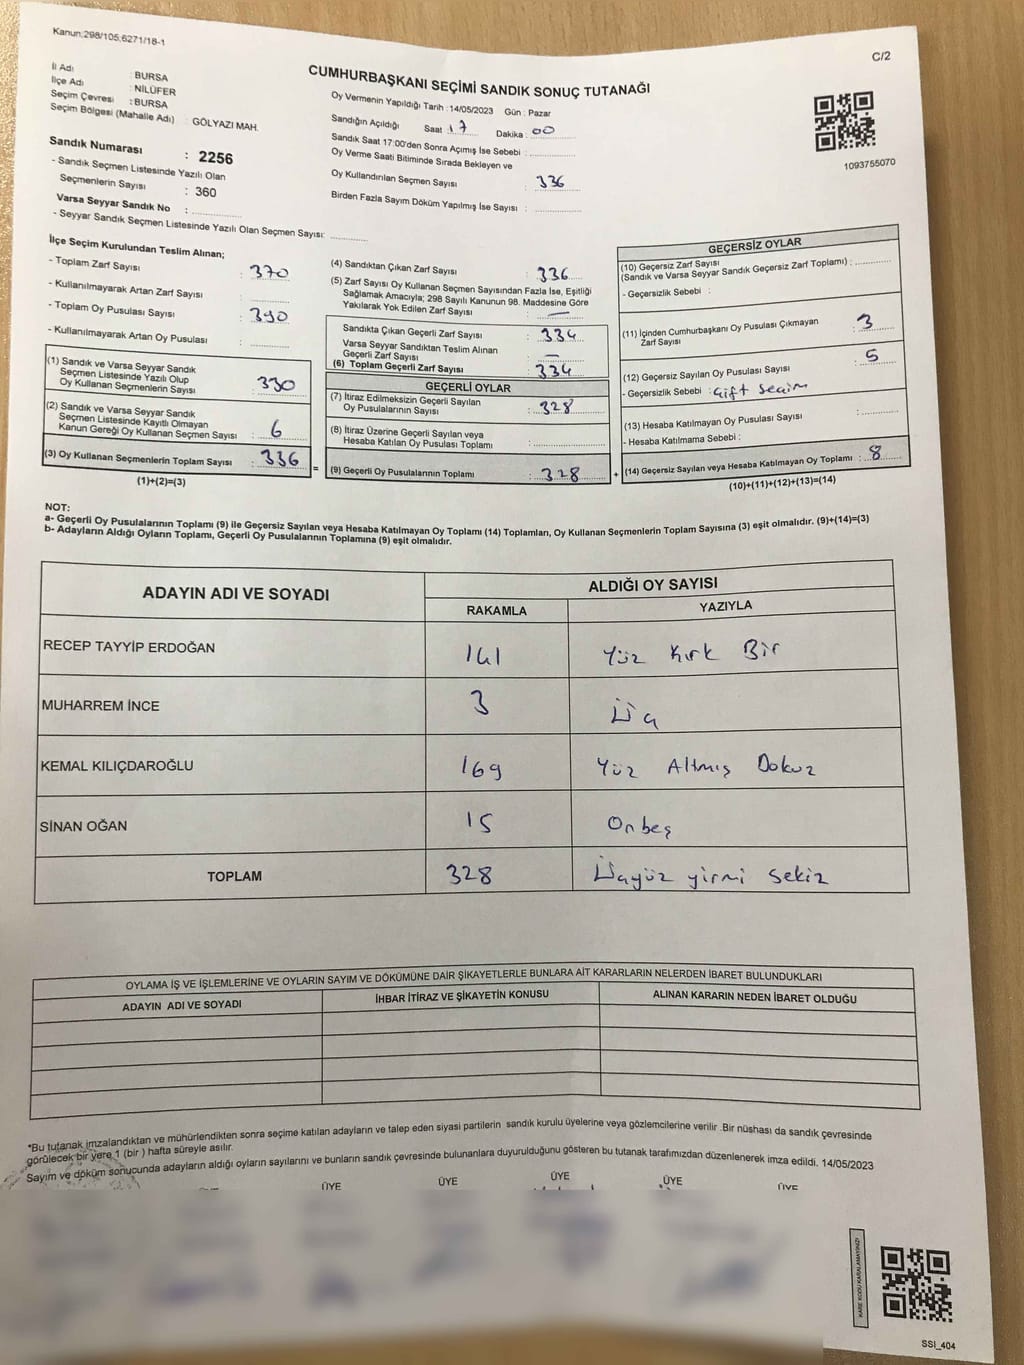 Kanun:298/105;6271/18-1
C/2
CUMHURBAŞKANI SEÇİMİ SANDIK SONUÇ TUTANAĞI
İl Adı : BURSA
İlçe Adı : NİLÜFER
Seçim Çevresi : BURSA
Seçim Bölgesi (Mahalle Adı) : GÖLYAZI MAH.
Sandık Numarası : 2256
- Sandık Seçmen Listesinde Yazılı Olan
Seçmenlerin Sayısı : 360
Varsa Seyyar Sandık No : ..............
- Seyyar Sandık Seçmen Listesinde Yazılı Olan Seçmen Sayısı: ..............
Oy Vermenin Yapıldığı Tarih : 14/05/2023 Gün : Pazar
Sandığın Açıldığı Saat : 17 Dakika : 00
Sandık Saat 17:00'den Sonra Açımış İse Sebebi : ..............
Oy Verme Saati Bitiminde Sırada Bekleyen ve
Oy Kullandırılan Seçmen Sayısı : 336
Birden Fazla Sayım Döküm Yapılmış İse Sayısı : ..............
1093755070
İlçe Seçim Kurulundan Teslim Alınan;
- Toplam Zarf Sayısı : 370
- Kullanılmayarak Artan Zarf Sayısı : ..............
- Toplam Oy Pusulası Sayısı : 390
- Kullanılmayarak Artan Oy Pusulası : ..............
(1) Sandık ve Varsa Seyyar Sandık
Seçmen Listesinde Yazılı Olup
Oy Kullanan Seçmenlerin Sayısı : 330
(2) Sandık ve Varsa Seyyar Sandık
Seçmen Listesinde Kayıtlı Olmayan
Kanun Gereği Oy Kullanan Seçmen Sayısı : 6
(3) Oy Kullanan Seçmenlerin Toplam Sayısı : 336
(1)+(2)=(3)
=
(4) Sandıktan Çıkan Zarf Sayısı : 336
(5) Zarf Sayısı Oy Kullanan Seçmen Sayısından Fazla İse, Eşitliği
Sağlamak Amacıyla; 298 Sayılı Kanunun 98. Maddesine Göre
Yakılarak Yok Edilen Zarf Sayısı : —
Sandıkta Çıkan Geçerli Zarf Sayısı : 334
Varsa Seyyar Sandıktan Teslim Alınan
Geçerli Zarf Sayısı : —
(6) Toplam Geçerli Zarf Sayısı : 334
GEÇERLİ OYLAR
(7) İtiraz Edilmeksizin Geçerli Sayılan
Oy Pusulalarının Sayısı : 328
(8) İtiraz Üzerine Geçerli Sayılan veya
Hesaba Katılan Oy Pusulası Toplamı : ..............
(9) Geçerli Oy Pusulalarının Toplamı : 328
+
GEÇERSİZ OYLAR
(10) Geçersiz Zarf Sayısı
(Sandık ve Varsa Seyyar Sandık Geçersiz Zarf Toplamı) : ..............
- Geçersizlik Sebebi :
(11) İçinden Cumhurbaşkanı Oy Pusulası Çıkmayan
Zarf Sayısı : 3
(12) Geçersiz Sayılan Oy Pusulası Sayısı : 5
- Geçersizlik Sebebi : Çift Seçim
(13) Hesaba Katılmayan Oy Pusulası Sayısı : ..............
- Hesaba Katılmama Sebebi :
(14) Geçersiz Sayılan veya Hesaba Katılmayan Oy Toplamı : 8
(10)+(11)+(12)+(13)=(14)
NOT:
a- Geçerli Oy Pusulalarının Toplamı (9) ile Geçersiz Sayılan veya Hesaba Katılmayan Oy Toplamı (14) Toplamları, Oy Kullanan Seçmenlerin Toplam Sayısına (3) eşit olmalıdır. (9)+(14)=(3)
b- Adayların Aldığı Oyların Toplamı, Geçerli Oy Pusulalarının Toplamına (9) eşit olmalıdır.
ADAYIN ADI VE SOYADI ALDIĞI OY SAYISI
RAKAMLA YAZIYLA
RECEP TAYYİP ERDOĞAN 141 Yüz Kırk Bir
MUHARREM İNCE 3 Üç
KEMAL KILIÇDAROĞLU 169 Yüz Altmış Dokuz
SİNAN OĞAN 15 Onbeş
TOPLAM 328 Üçyüz yirmi sekiz
OYLAMA İŞ VE İŞLEMLERİNE VE OYLARIN SAYIM VE DÖKÜMÜNE DAİR ŞİKAYETLERLE BUNLARA AİT KARARLARIN NELERDEN İBARET BULUNDUKLARI
ADAYIN ADI VE SOYADI İHBAR İTİRAZ VE ŞİKAYETİN KONUSU ALINAN KARARIN NEDEN İBARET OLDUĞU
*Bu tutanak imzalandıktan ve mühürlendikten sonra seçime katılan adayların ve talep eden siyasi partilerin sandık kurulu üyelerine veya gözlemcilerine verilir .Bir nüshası da sandık çevresinde
görülecek bir yere 1 (bir ) hafta süreyle asılır.
Sayım ve döküm sonucunda adayların aldığı oyların sayılarını ve bunların sandık çevresinde bulunanlara duyurulduğunu gösteren bu tutanak tarafımızdan düzenlenerek imza edildi. 14/05/2023
ÜYE ÜYE ÜYE ÜYE ÜYE
KARE KODU KARALAMAYINIZ!
SSI_404